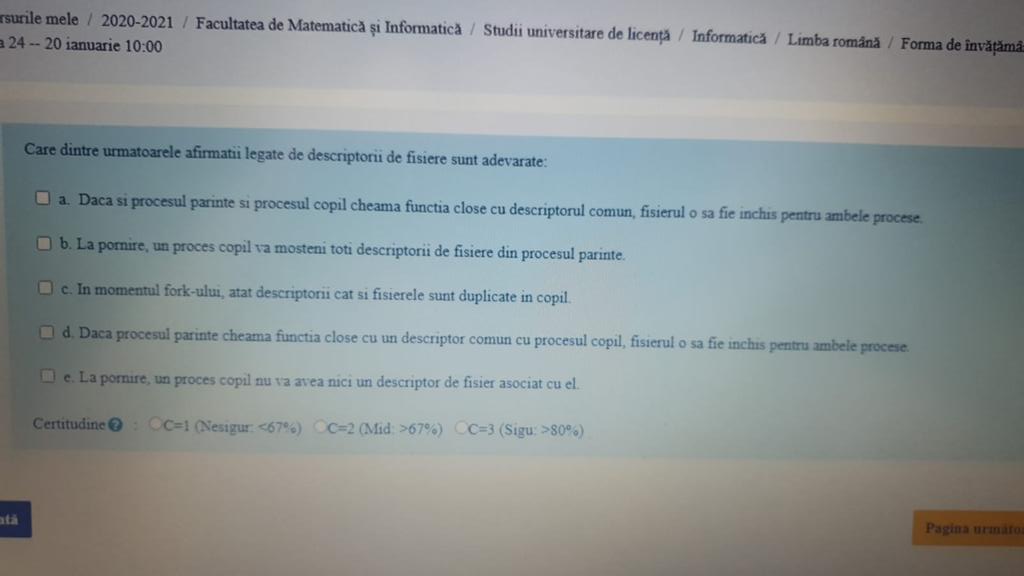 rsurile mele / 2020-2021 / Facultatea de Matematică și Informatică / Studii universitare de licență / Informatică / Limba română / Forma de învățămâ
a 24 -- 20 ianuarie 10:00
Care dintre urmatoarele afirmatii legate de descriptorii de fisiere sunt adevarate:
a. Daca si procesul parinte si procesul copil cheama functia close cu descriptorul comun, fisierul o sa fie inchis pentru ambele procese.
b. La pornire, un proces copil va mosteni toti descriptorii de fisiere din procesul parinte.
c. In momentul fork-ului, atat descriptorii cat si fisierele sunt duplicate in copil.
d. Daca procesul parinte cheama functia close cu un descriptor comun cu procesul copil, fisierul o sa fie inchis pentru ambele procese.
e. La pornire, un proces copil nu va avea nici un descriptor de fisier asociat cu el.
Certitudine ? : C=1 (Nesigur: <67%) C=2 (Mid: >67%) C=3 (Sigu: >80%)
ată
Pagina următoa